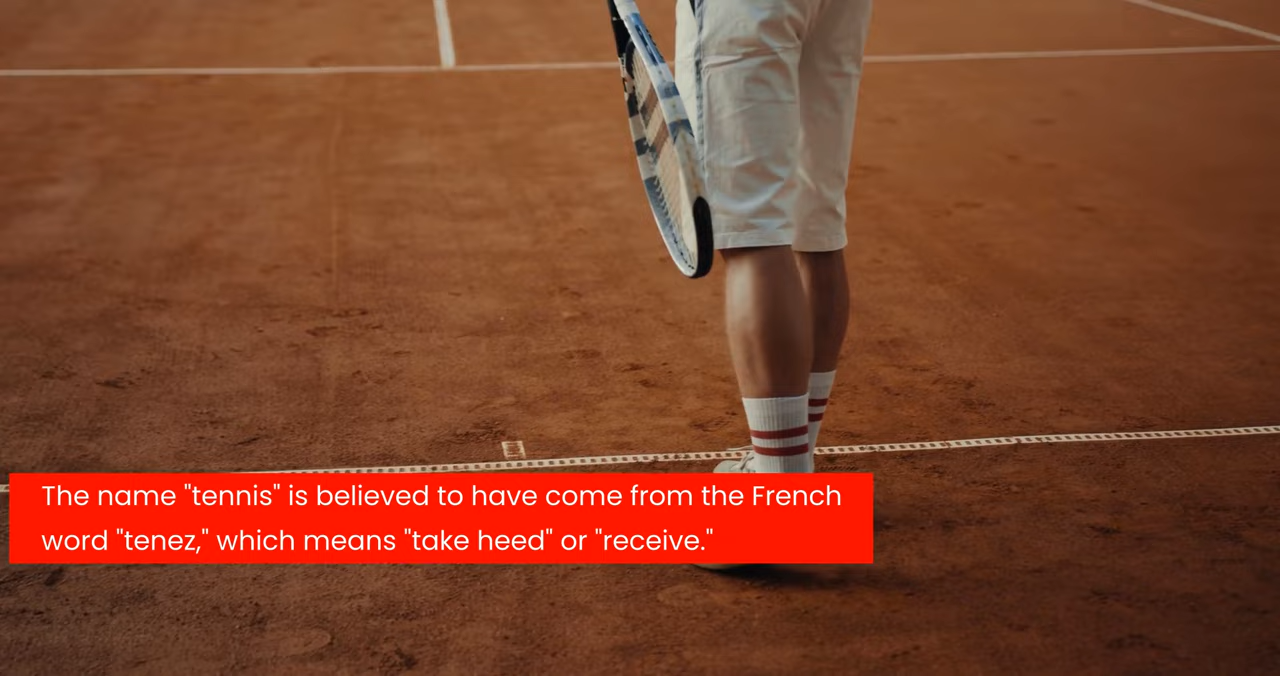 The name "tennis" is believed to have come from the French
word "tenez," which means "take heed" or "receive."